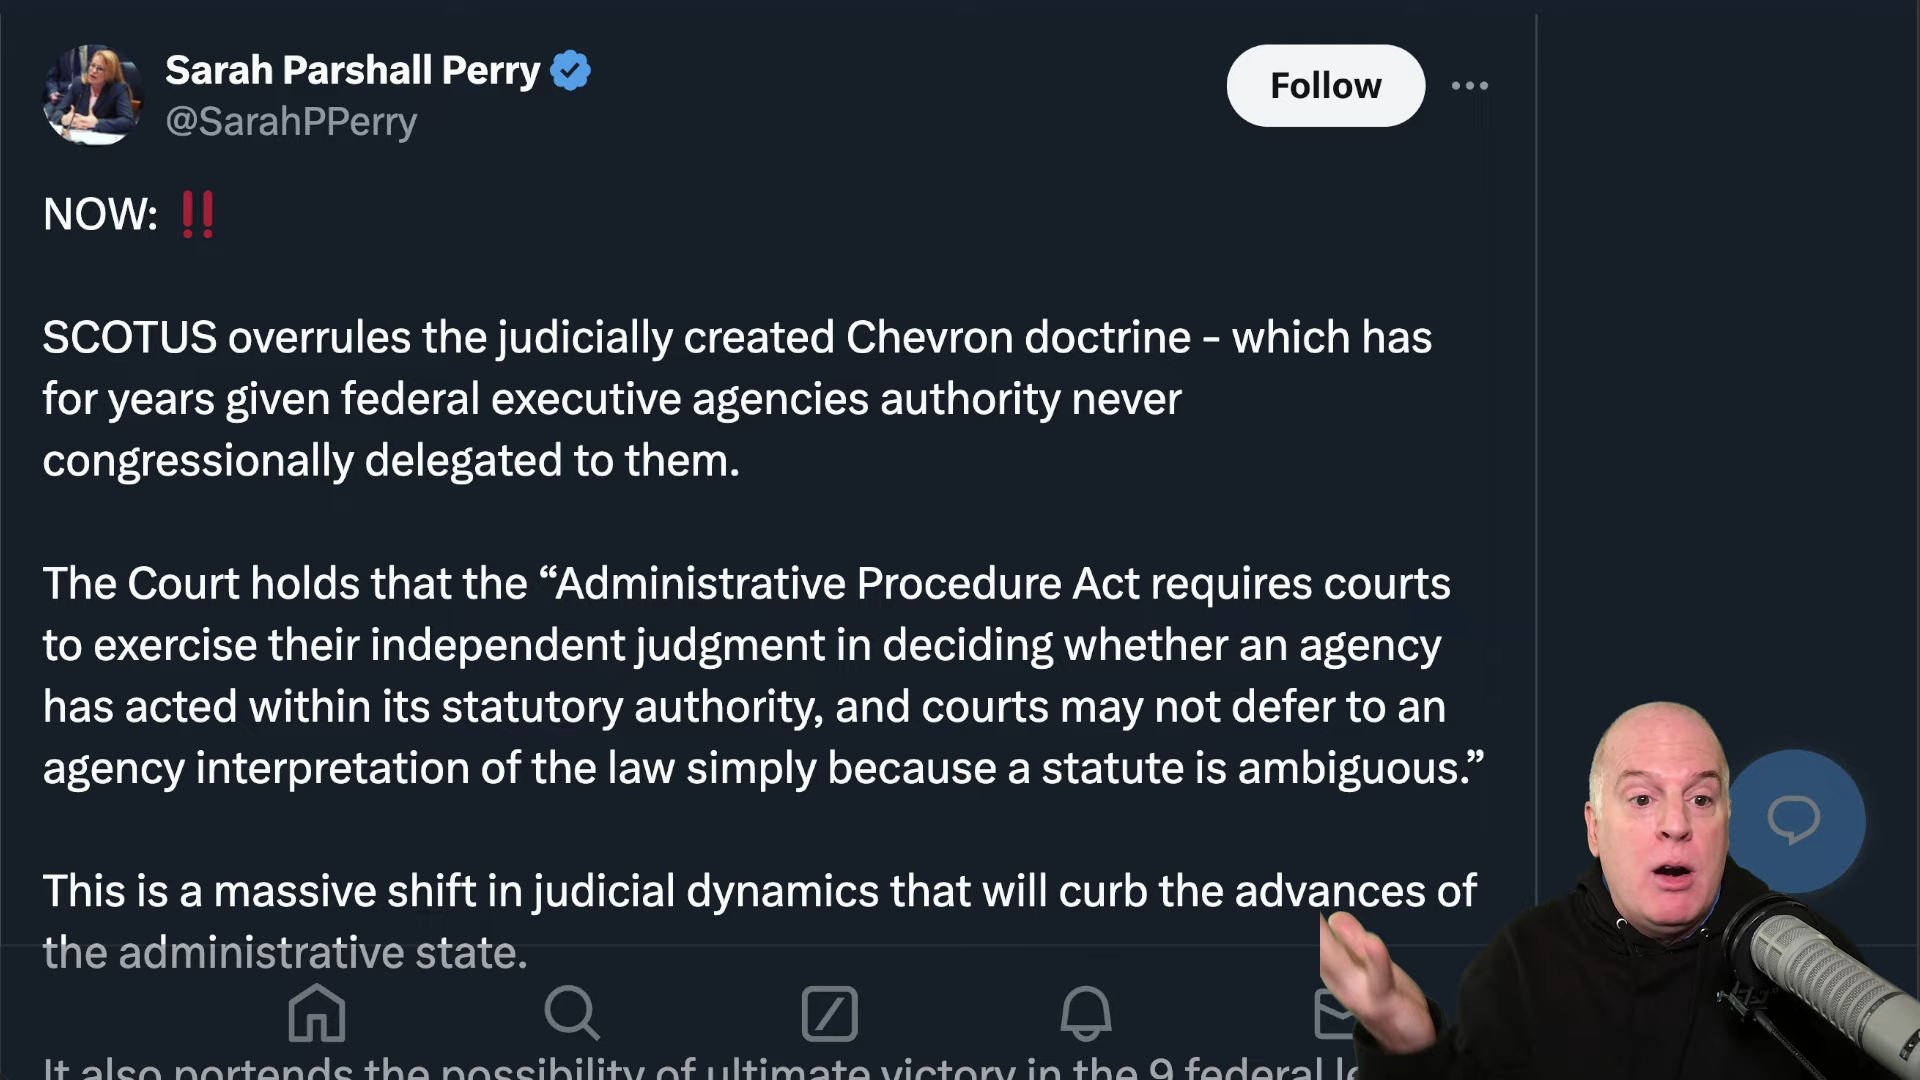 Sarah Parshall Perry
@SarahPPerry
Follow
NOW: ‼
SCOTUS overrules the judicially created Chevron doctrine - which has
for years given federal executive agencies authority never
congressionally delegated to them.
The Court holds that the “Administrative Procedure Act requires courts
to exercise their independent judgment in deciding whether an agency
has acted within its statutory authority, and courts may not defer to an
agency interpretation of the law simply because a statute is ambiguous.”
This is a massive shift in judicial dynamics that will curb the advances of
the administrative state.
It also portends the possibility of ultimate victory in the 9 federal